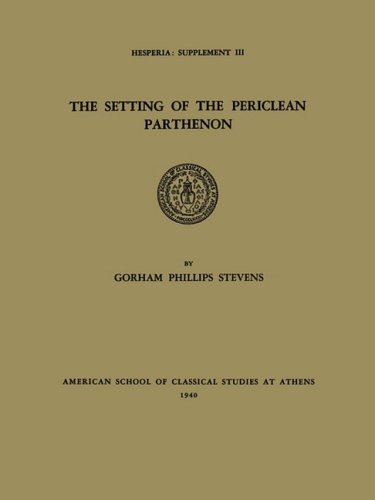 HESPERIA: SUPPLEMENT III
THE SETTING OF THE PERICLEAN
PARTHENON
BY
GORHAM PHILLIPS STEVENS
AMERICAN SCHOOL OF CLASSICAL STUDIES AT ATHENS
1940